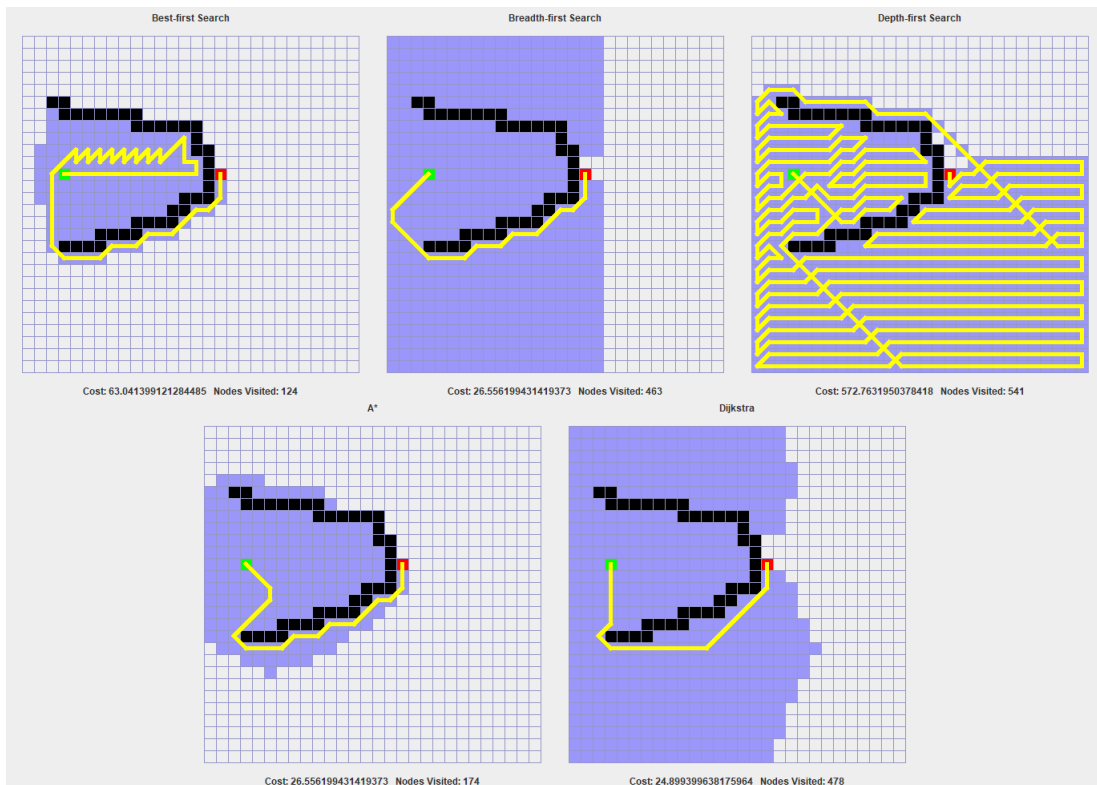 Best-first Search
Breadth-first Search
Depth-first Search
Cost: 63.041399121284485 Nodes Visited: 124
Cost: 26.556199431419373 Nodes Visited: 463
Cost: 572.7631950378418 Nodes Visited: 541
A*
Dijkstra
Cost: 26.556199431419373 Nodes Visited: 174
Cost: 24.899399638175964 Nodes Visited: 478